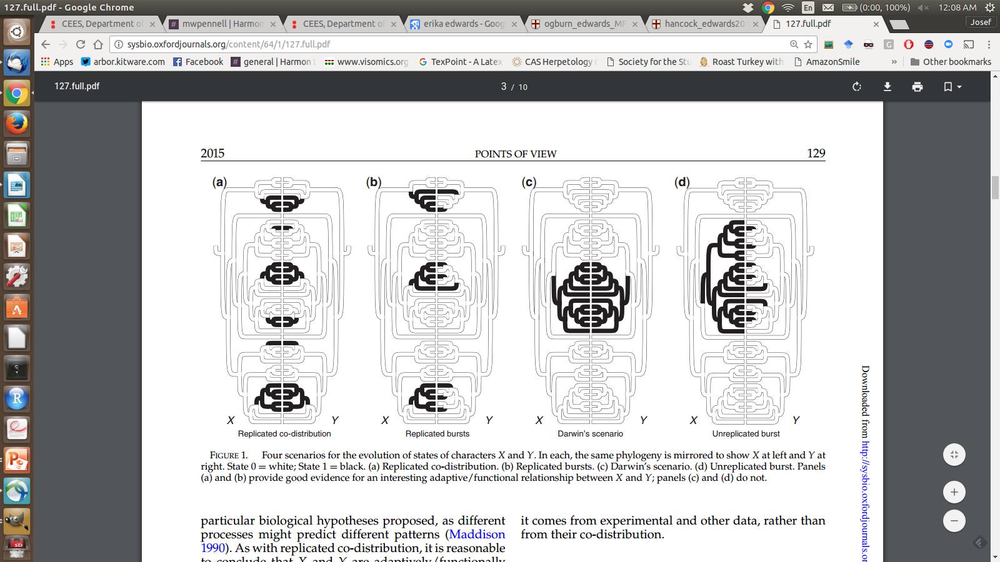 127.full.pdf - Google Chrome
En
(0:00, 100%)
12:08 AM
CEES, Department of
mwpennell | Harmon
CEES, Department of
erika edwards - Goog
ogburn_edwards_MP
hancock_edwards20
127.full.pdf
Josef
sysbio.oxfordjournals.org/content/64/1/127.full.pdf
Apps
arbor.kitware.com
Facebook
general | Harmon L
www.visomics.org
TexPoint - A Latex
CAS Herpetology
Society for the Stu
Roast Turkey with
AmazonSmile
»
Other bookmarks
127.full.pdf
3 / 10
2015
POINTS OF VIEW
129
(a)
(b)
(c)
(d)
X
Y
X
Y
X
Y
X
Y
Replicated co-distribution
Replicated bursts
Darwin's scenario
Unreplicated burst
FIGURE 1. Four scenarios for the evolution of states of characters X and Y. In each, the same phylogeny is mirrored to show X at left and Y at
right. State 0 = white; State 1 = black. (a) Replicated co-distribution. (b) Replicated bursts. (c) Darwin's scenario. (d) Unreplicated burst. Panels
(a) and (b) provide good evidence for an interesting adaptive/functional relationship between X and Y; panels (c) and (d) do not.
particular biological hypotheses proposed, as different
processes might predict different patterns (Maddison
1990). As with replicated co-distribution, it is reasonable
to conclude that X and Y are adaptively/functionally
it comes from experimental and other data, rather than
from their co-distribution.
Downloaded from http://sysbio.oxfordjournals.or